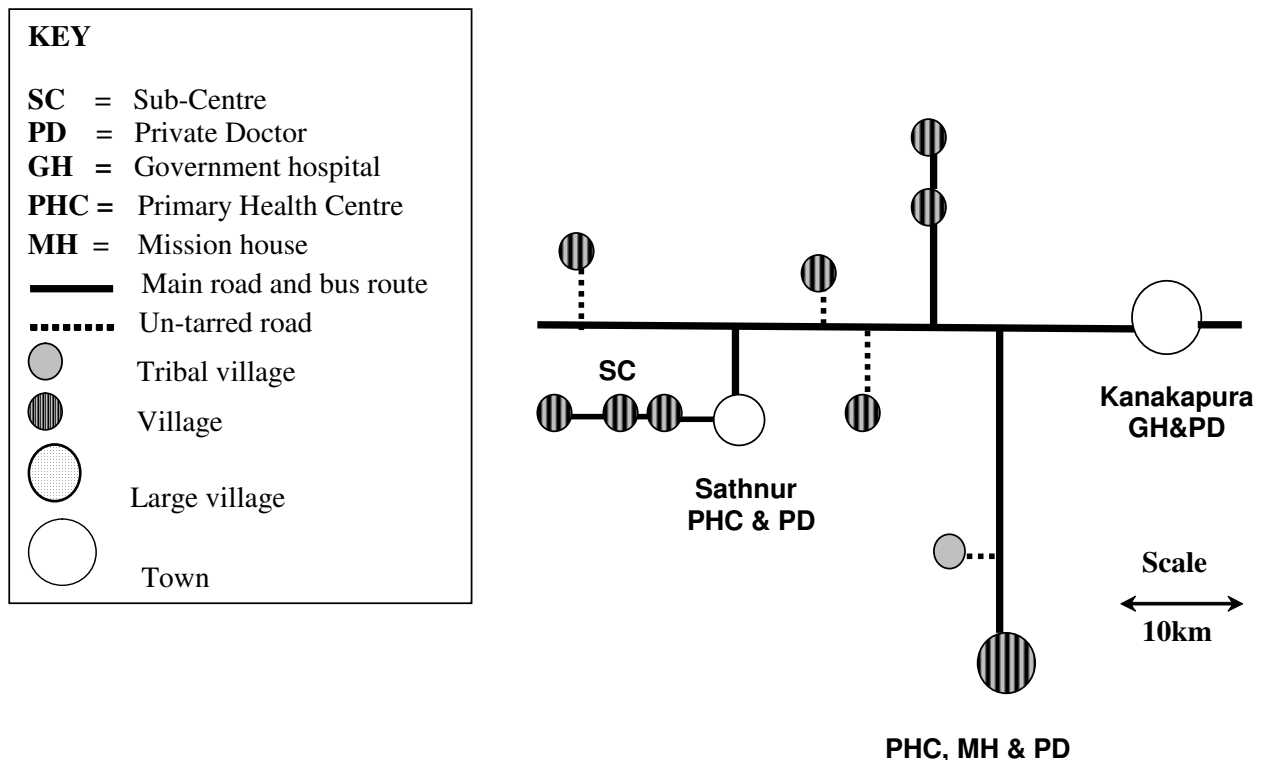 KEY
SC = Sub-Centre
PD = Private Doctor
GH = Government hospital
PHC = Primary Health Centre
MH = Mission house
Main road and bus route
Un-tarred road
Tribal village
Village
Large village
Town
SC
Sathnur
PHC & PD
Kanakapura
GH&PD
Scale
10km
PHC, MH & PD